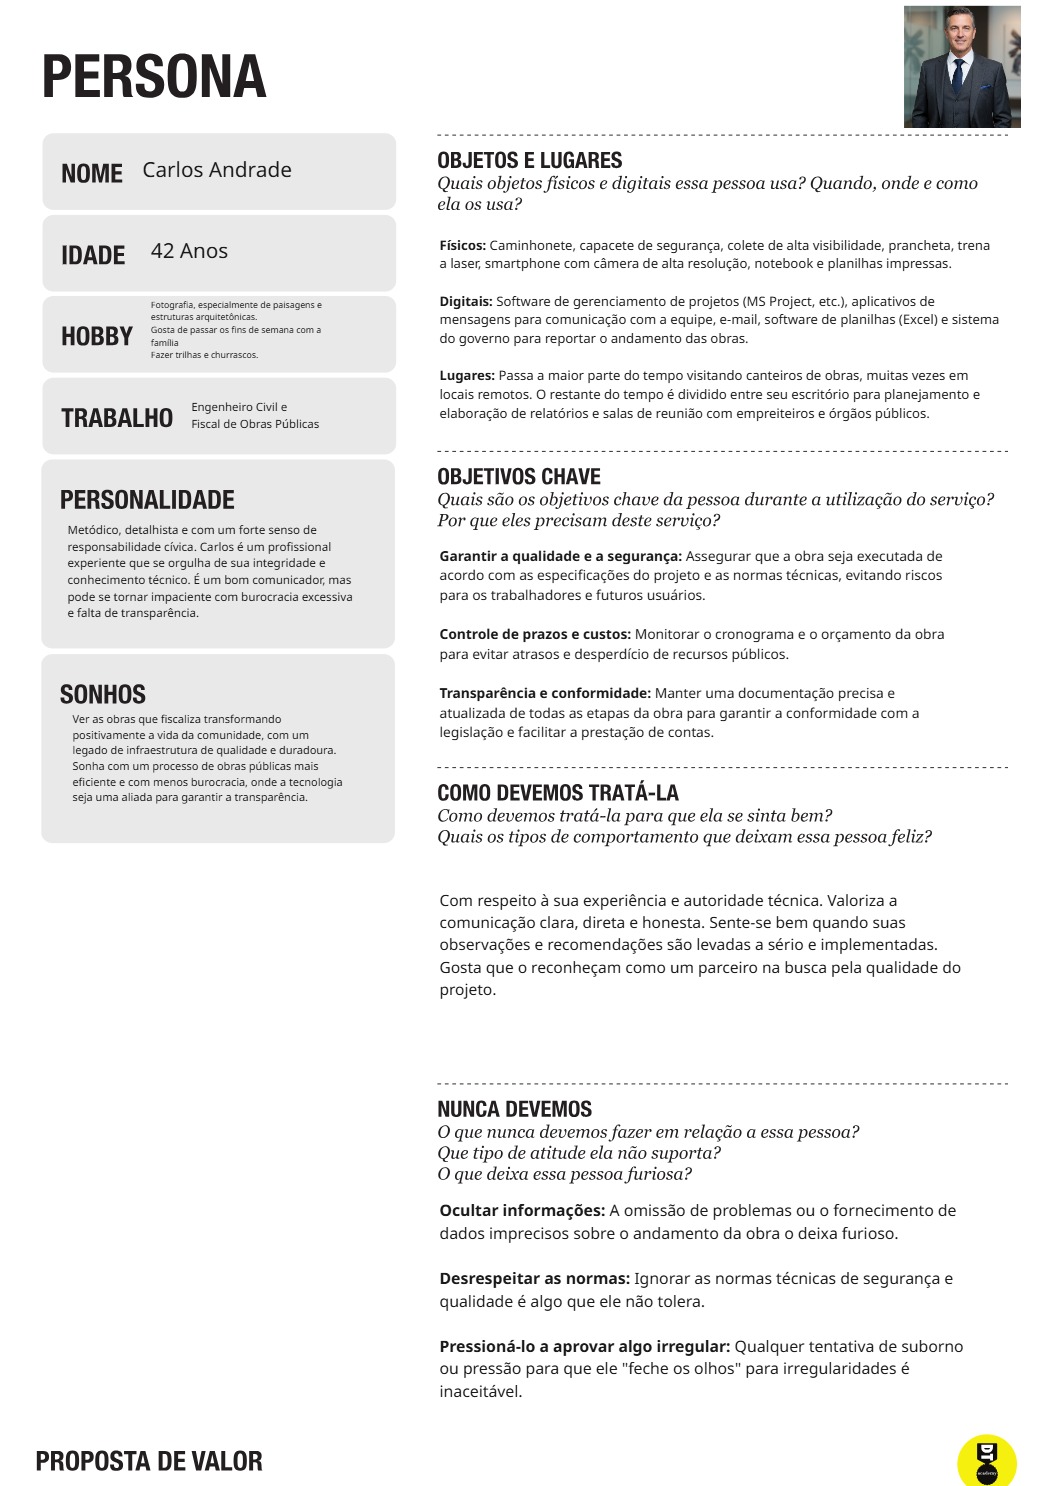 PERSONA
NOME Carlos Andrade
IDADE 42 Anos
HOBBY
Fotografia, especialmente de paisagens e
estruturas arquitetônicas.
Gosta de passar os fins de semana com a
família
Fazer trilhas e churrascos.
TRABALHO
Engenheiro Civil e
Fiscal de Obras Públicas
PERSONALIDADE
Metódico, detalhista e com um forte senso de
responsabilidade cívica. Carlos é um profissional
experiente que se orgulha de sua integridade e
conhecimento técnico. É um bom comunicador, mas
pode se tornar impaciente com burocracia excessiva
e falta de transparência.
SONHOS
Ver as obras que fiscaliza transformando
positivamente a vida da comunidade, com um
legado de infraestrutura de qualidade e duradoura.
Sonha com um processo de obras públicas mais
eficiente e com menos burocracia, onde a tecnologia
seja uma aliada para garantir a transparência.
OBJETOS E LUGARES
Quais objetos físicos e digitais essa pessoa usa? Quando, onde e como
ela os usa?
Físicos: Caminhonete, capacete de segurança, colete de alta visibilidade, prancheta, trena
a laser, smartphone com câmera de alta resolução, notebook e planilhas impressas.
Digitais: Software de gerenciamento de projetos (MS Project, etc.), aplicativos de
mensagens para comunicação com a equipe, e-mail, software de planilhas (Excel) e sistema
do governo para reportar o andamento das obras.
Lugares: Passa a maior parte do tempo visitando canteiros de obras, muitas vezes em
locais remotos. O restante do tempo é dividido entre seu escritório para planejamento e
elaboração de relatórios e salas de reunião com empreiteiros e órgãos públicos.
OBJETIVOS CHAVE
Quais são os objetivos chave da pessoa durante a utilização do serviço?
Por que eles precisam deste serviço?
Garantir a qualidade e a segurança: Assegurar que a obra seja executada de
acordo com as especificações do projeto e as normas técnicas, evitando riscos
para os trabalhadores e futuros usuários.
Controle de prazos e custos: Monitorar o cronograma e o orçamento da obra
para evitar atrasos e desperdício de recursos públicos.
Transparência e conformidade: Manter uma documentação precisa e
atualizada de todas as etapas da obra para garantir a conformidade com a
legislação e facilitar a prestação de contas.
COMO DEVEMOS TRATÁ-LA
Como devemos tratá-la para que ela se sinta bem?
Quais os tipos de comportamento que deixam essa pessoa feliz?
Com respeito à sua experiência e autoridade técnica. Valoriza a
comunicação clara, direta e honesta. Sente-se bem quando suas
observações e recomendações são levadas a sério e implementadas.
Gosta que o reconheçam como um parceiro na busca pela qualidade do
projeto.
NUNCA DEVEMOS
O que nunca devemos fazer em relação a essa pessoa?
Que tipo de atitude ela não suporta?
O que deixa essa pessoa furiosa?
Ocultar informações: A omissão de problemas ou o fornecimento de
dados imprecisos sobre o andamento da obra o deixa furioso.
Desrespeitar as normas: Ignorar as normas técnicas de segurança e
qualidade é algo que ele não tolera.
Pressioná-lo a aprovar algo irregular: Qualquer tentativa de suborno
ou pressão para que ele "feche os olhos" para irregularidades é
inaceitável.
PROPOSTA DE VALOR
DT
academy